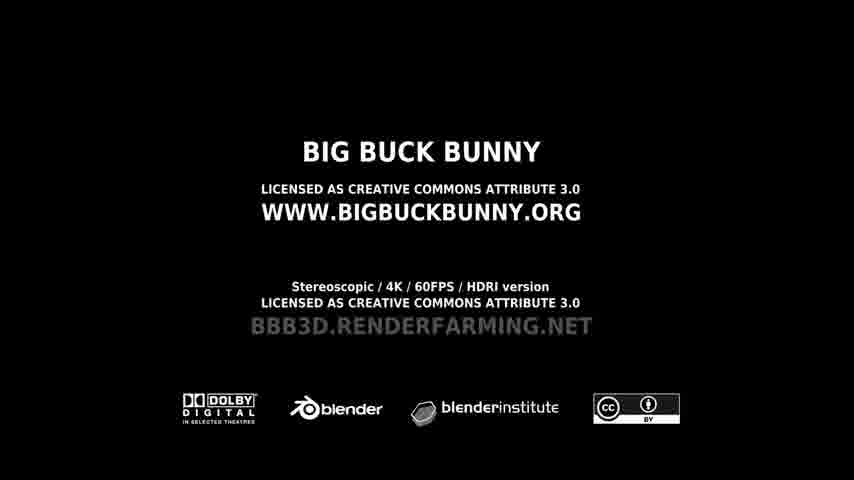 BIG BUCK BUNNY
LICENSED AS CREATIVE COMMONS ATTRIBUTE 3.0
WWW.BIGBUCKBUNNY.ORG
Stereoscopic / 4K / 60FPS / HDRI version
LICENSED AS CREATIVE COMMONS ATTRIBUTE 3.0
BBB3D.RENDERFARMING.NET
DOLBY
DIGITAL
IN SELECTED THEATRES
blender
blenderinstitute
CC
BY